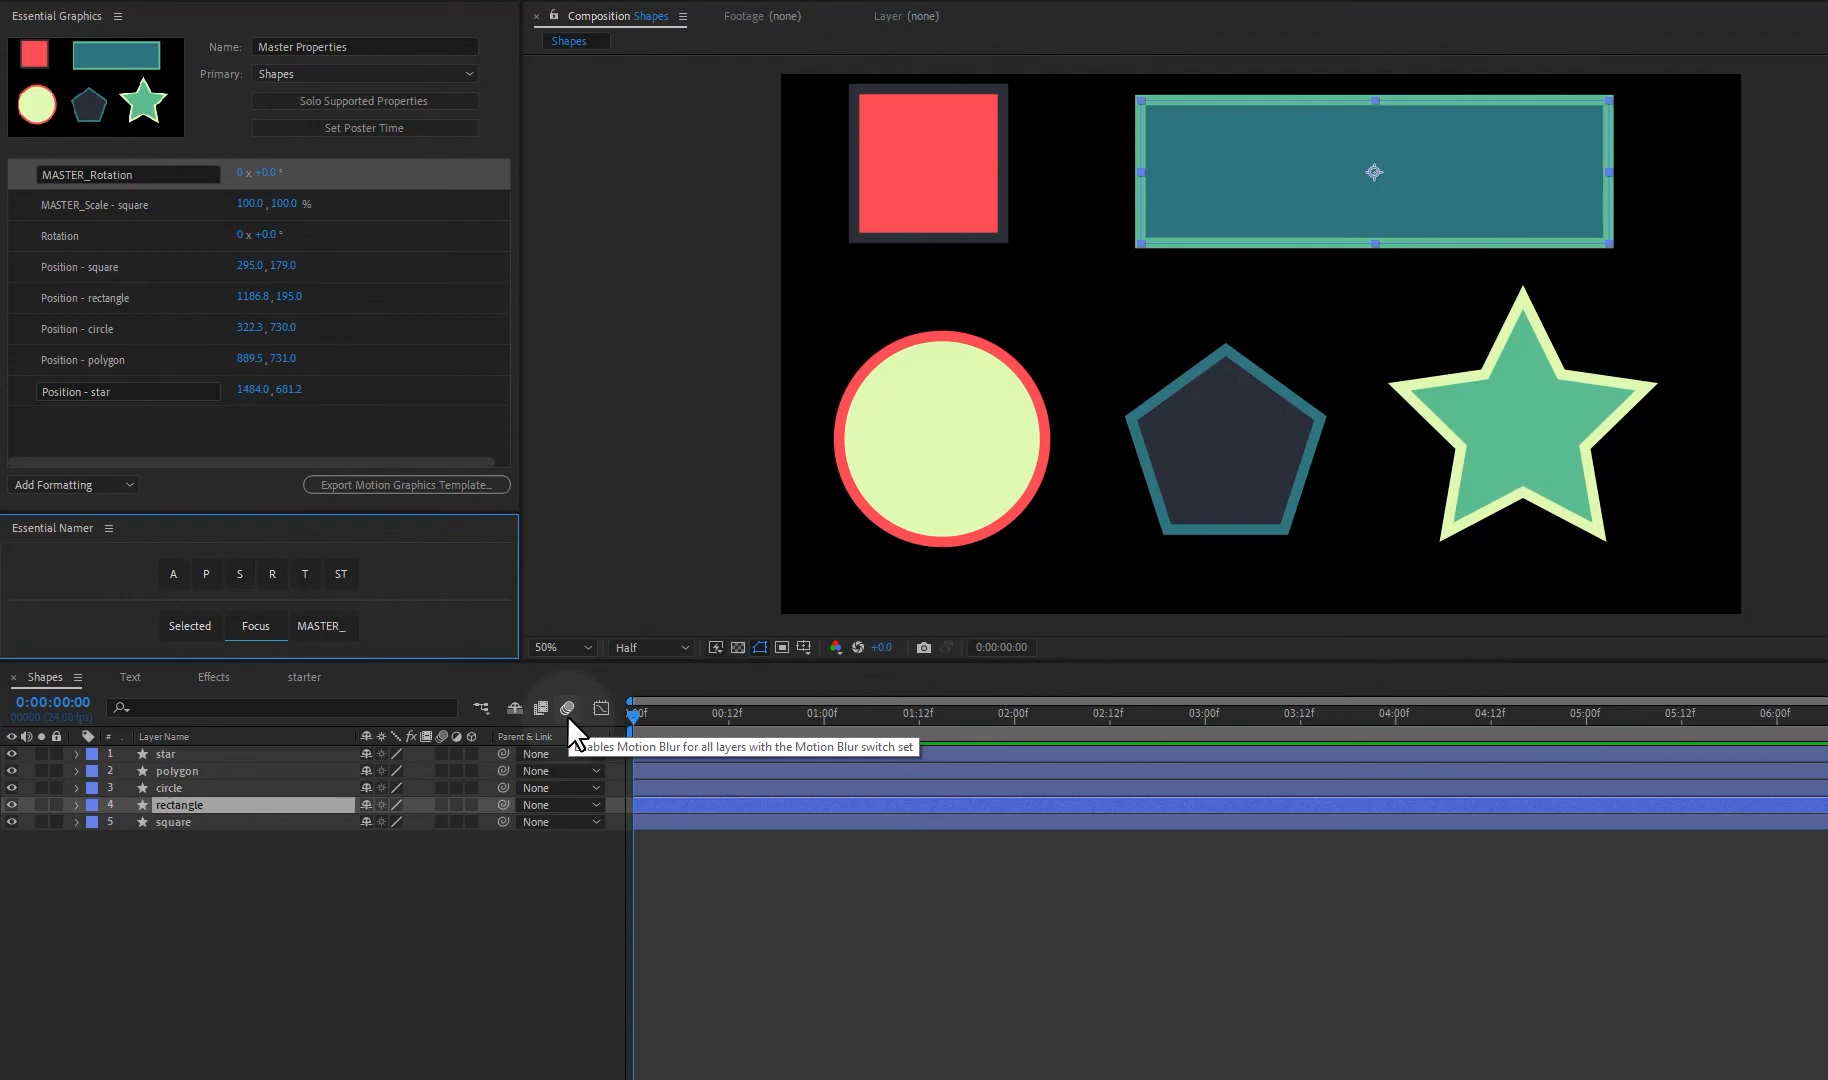 Essential Graphics
Name: Master Properties
Primary: Shapes
Solo Supported Properties
Set Poster Time
MASTER_Rotation 0 x +0.0 °
MASTER_Scale - square 100.0 , 100.0 %
Rotation 0 x +0.0 °
Position - square 295.0 , 179.0
Position - rectangle 1186.8 , 195.0
Position - circle 322.3 , 730.0
Position - polygon 889.5 , 731.0
Position - star 1484.0 , 681.2
Add Formatting
Export Motion Graphics Template...
Essential Namer
A P S R T ST
Selected Focus MASTER_
Composition Shapes
Footage (none)
Layer (none)
Shapes
50% Half +0.0 0:00:00:00
Shapes Text Effects starter
0:00:00:00
00000 (24.00 fps)
00f 00:12f 01:00f 01:12f 02:00f 02:12f 03:00f 03:12f 04:00f 04:12f 05:00f 05:12f 06:00f
# . Layer Name fx Parent & Link
ables Motion Blur for all layers with the Motion Blur switch set
1 star None
2 polygon None
3 circle None
4 rectangle None
5 square None